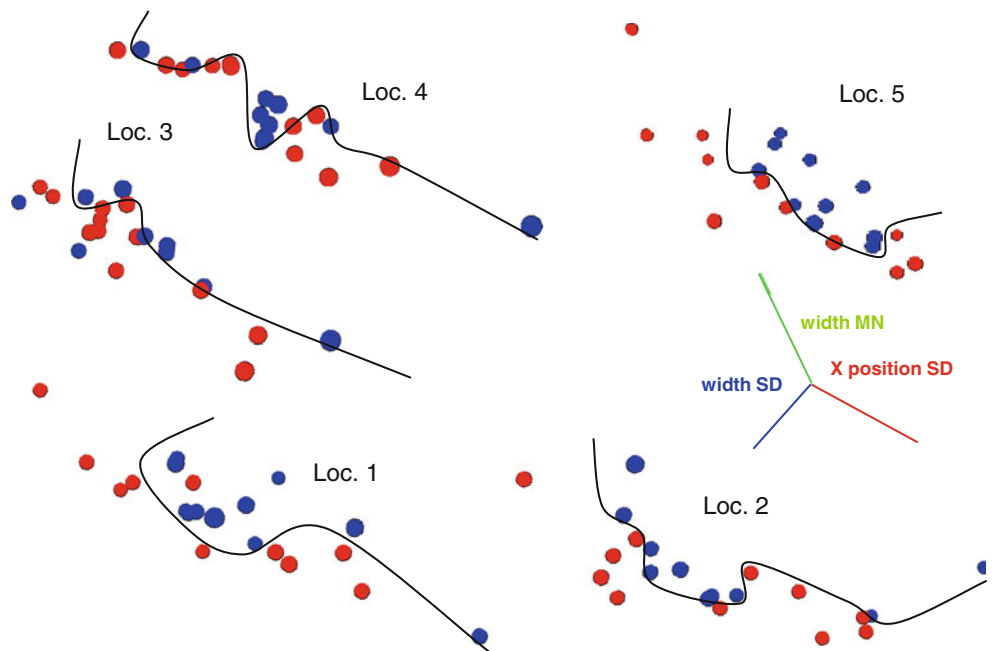 Loc. 4
Loc. 5
Loc. 3
width MN
X position SD
width SD
Loc. 1
Loc. 2